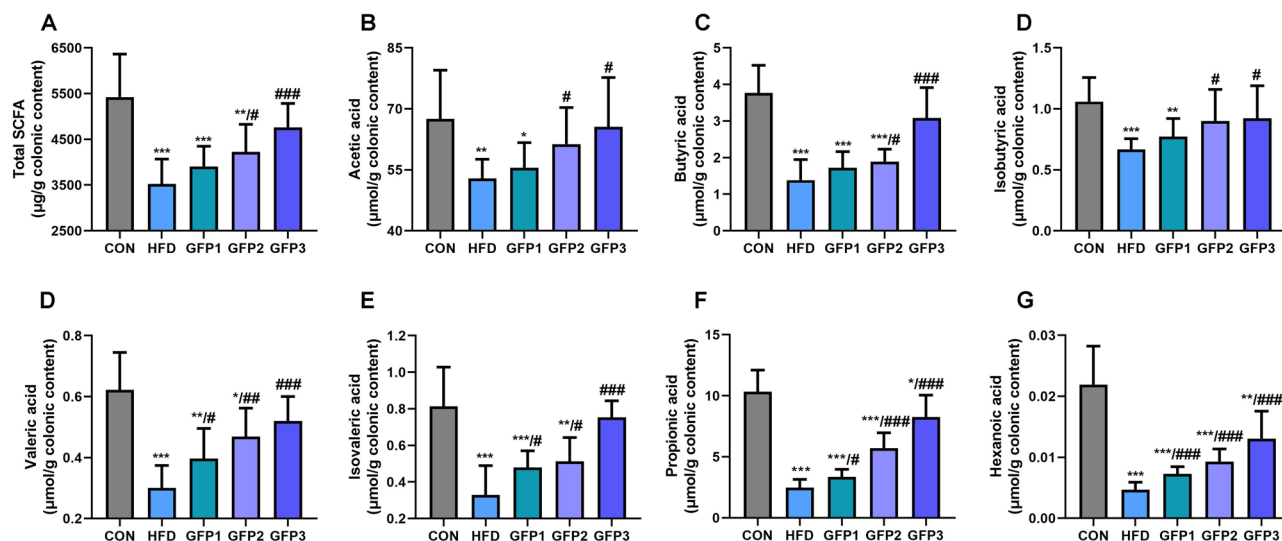 A
Total SCFA
(μg/g colonic content)
6500
5500
4500
3500
2500
***
***
**/#
###
CON HFD GFP1 GFP2 GFP3
B
Acetic acid
(μmol/g colonic content)
85
70
55
40
**
*
#
#
CON HFD GFP1 GFP2 GFP3
C
Butyric acid
(μmol/g colonic content)
5
4
3
2
1
0
***
***
***/#
###
CON HFD GFP1 GFP2 GFP3
D
Isobutyric acid
(μmol/g colonic content)
1.5
1.0
0.5
0.0
***
**
#
#
CON HFD GFP1 GFP2 GFP3
D
Valeric acid
(μmol/g colonic content)
0.8
0.6
0.4
0.2
***
**/#
*/##
###
CON HFD GFP1 GFP2 GFP3
E
Isovaleric acid
(μmol/g colonic content)
1.2
1.0
0.8
0.6
0.4
0.2
***
***/#
**/#
###
CON HFD GFP1 GFP2 GFP3
F
Propionic acid
(μmol/g colonic content)
15
10
5
0
***
***/#
***/###
*/###
CON HFD GFP1 GFP2 GFP3
G
Hexanoic acid
(μmol/g colonic content)
0.03
0.02
0.01
0.00
***
***/###
***/###
**/###
CON HFD GFP1 GFP2 GFP3